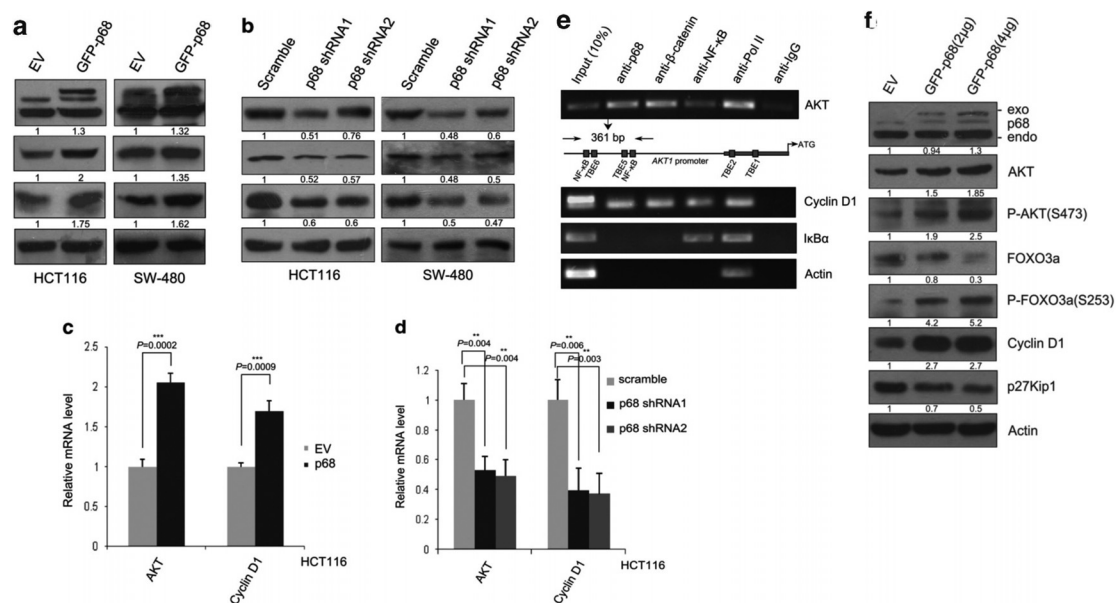 a
EV
GFP-p68
EV
GFP-p68
1 1.3 1 1.32
1 2 1 1.35
1 1.75 1 1.62
HCT116 SW-480
b
Scramble
p68 shRNA1
p68 shRNA2
Scramble
p68 shRNA1
p68 shRNA2
1 0.51 0.76 1 0.48 0.6
1 0.52 0.57 1 0.48 0.5
1 0.6 0.6 1 0.5 0.47
HCT116 SW-480
c
***
P=0.0002
***
P=0.0009
Relative mRNA level
2.5
2
1.5
1
0.5
0
EV
p68
AKT
Cyclin D1
HCT116
d
**
P=0.004
**
P=0.004
**
P=0.006
**
P=0.003
Relative mRNA level
1.2
1
0.8
0.6
0.4
0.2
0
scramble
p68 shRNA1
p68 shRNA2
AKT
Cyclin D1
HCT116
e
Input (10%)
anti-p68
anti-β-catenin
anti-NF-κB
anti-Pol II
anti-IgG
AKT
361 bp
ATG
NF-κB
TBE6
TBE5
NF-κB
AKT1 promoter
TBE2
TBE1
Cyclin D1
IκBα
Actin
f
EV
GFP-p68(2μg)
GFP-p68(4μg)
exo
p68
endo
1 0.94 1.3
AKT
1 1.5 1.85
P-AKT(S473)
1 1.9 2.5
FOXO3a
1 0.8 0.3
P-FOXO3a(S253)
1 4.2 5.2
Cyclin D1
1 2.7 2.7
p27Kip1
1 0.7 0.5
Actin